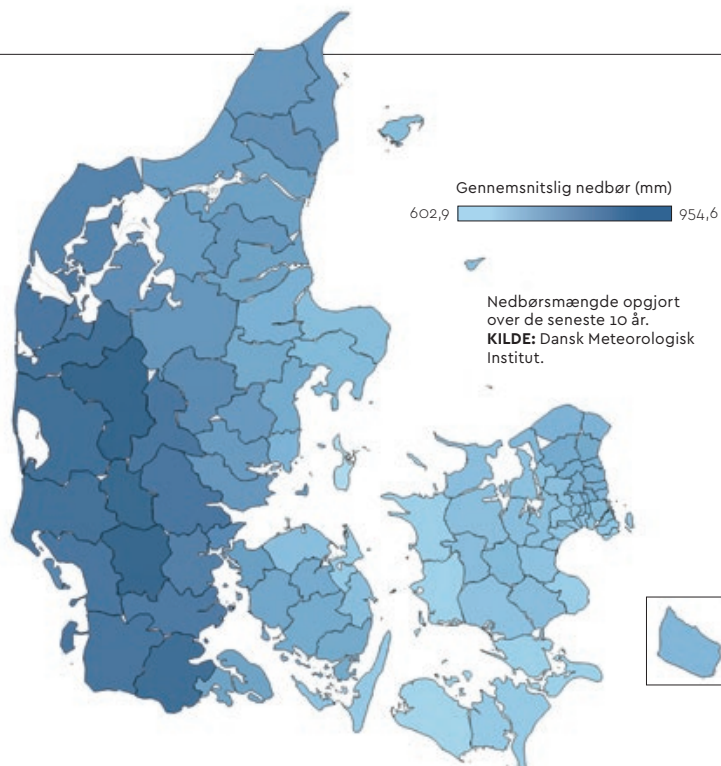 Gennemsnitslig nedbør (mm)
602,9
954,6
Nedbørsmængde opgjort
over de seneste 10 år.
KILDE: Dansk Meteorologisk
Institut.